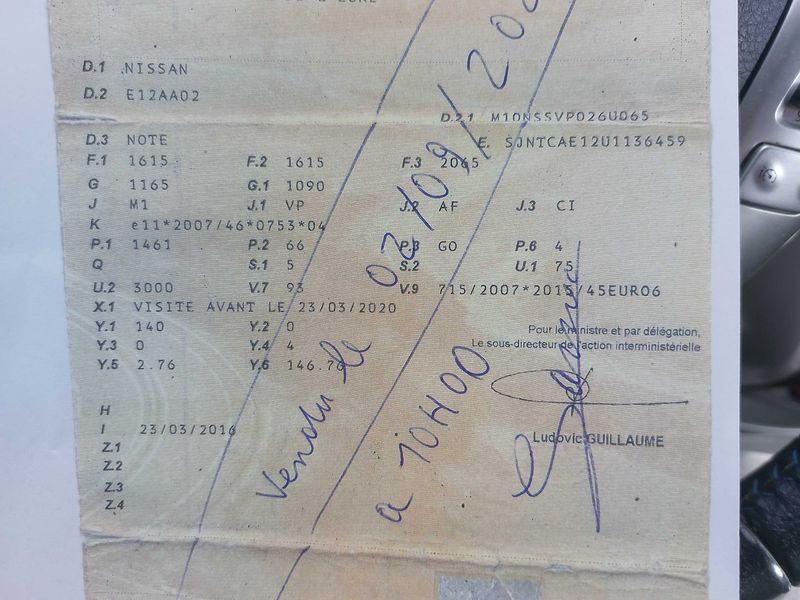 D.1 .NISSAN
D.2 E12AA02
D.2.1 M10NSSVP026U065
D.3 NOTE E. SJNTCAE12U1136459
F.1 1615 F.2 1615 F.3 2065
G 1165 G.1 1090
J M1 J.1 VP J.2 AF J.3 CI
K e11*2007/46*0753*04
P.1 1461 P.2 66 P.3 GO P.6 4
Q S.1 5 S.2 U.1 75
U.2 3000 V.7 93 V.9 715/2007*2015/45EURO6
X.1 VISITE AVANT LE 23/03/2020
Y.1 140 Y.2 0
Y.3 0 Y.4 4
Y.5 2.76 Y.6 146.76
Pour le ministre et par délégation,
Le sous-directeur de l'action interministérielle
H
I 23/03/2016
Ludovic GUILLAUME
Z.1
Z.2
Z.3
Z.4
Vendu le 02/09/
a 10H00